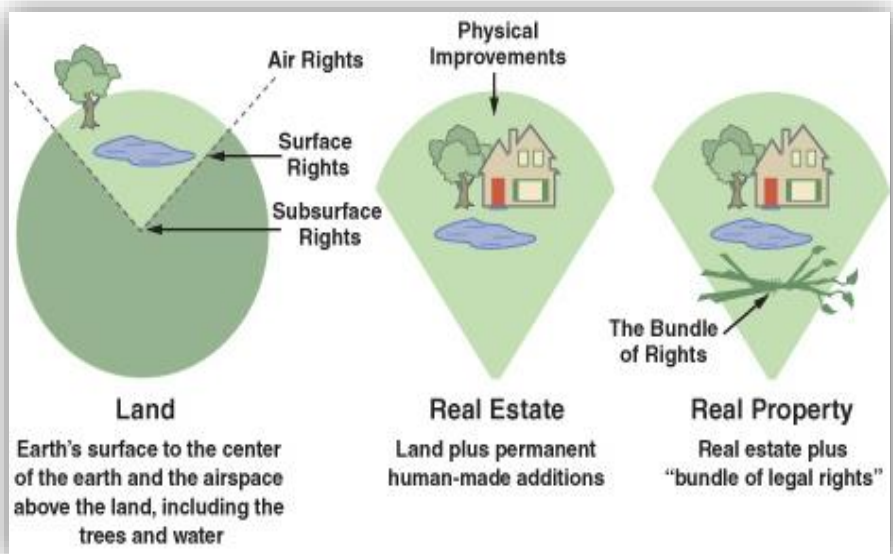 Air Rights
Surface
Rights
Subsurface
Rights
Land
Earth's surface to the center
of the earth and the airspace
above the land, including the
trees and water
Physical
Improvements
Real Estate
Land plus permanent
human-made additions
The Bundle
of Rights
Real Property
Real estate plus
“bundle of legal rights”